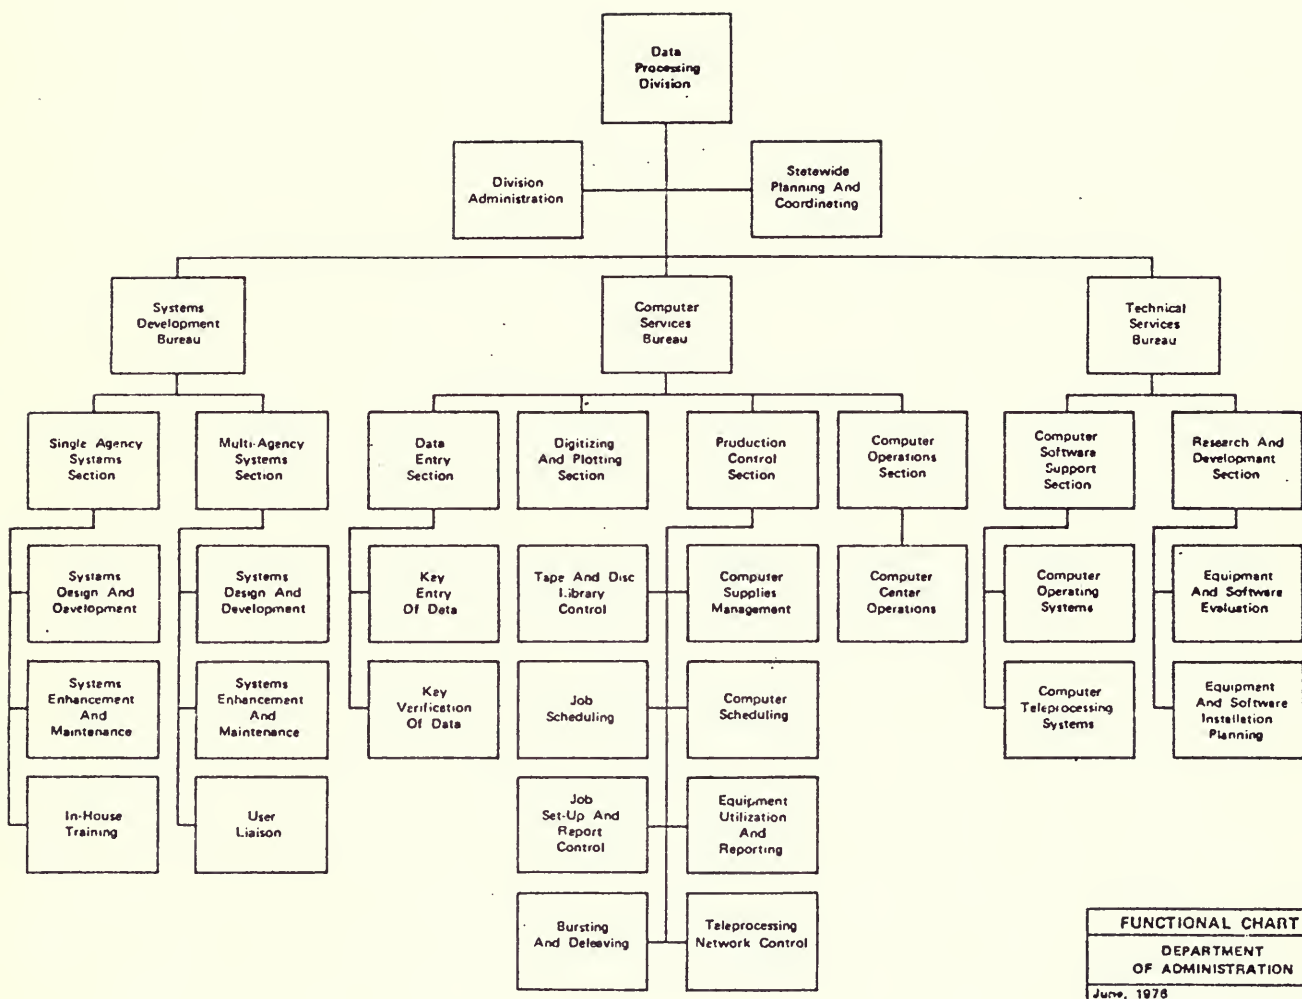 Data
Processing
Division
Division
Administration
Statewide
Planning And
Coordinating
Systems
Development
Bureau
Computer
Services
Bureau
Technical
Services
Bureau
Single Agency
Systems
Section
Multi-Agency
Systems
Section
Data
Entry
Section
Digitizing
And Plotting
Section
Pruduction
Control
Section
Computer
Operations
Section
Computer
Software
Support
Section
Research And
Development
Section
Systams
Design And
Development
Systems
Design And
Development
Key
Entry
Of Data
Tape And Disc
Library
Control
Computer
Supplies
Management
Computer
Center
Operations
Computer
Operating
Systems
Equipment
And Software
Evaluation
Systems
Enhancement
And
Maintenance
Systems
Enhancement
And
Maintenance
Key
Verification
Of Data
Job
Scheduling
Computer
Scheduling
Computer
Teleprocessing
Systems
Equipment
And Software
Installation
Planning
In-House
Training
User
Liaison
Job
Set-Up And
Report
Control
Equipment
Utilization
And
Reporting
Bursting
And Deleaving
Teleprocessing
Network Control
FUNCTIONAL CHART
DEPARTMENT
OF ADMINISTRATION
June, 1976